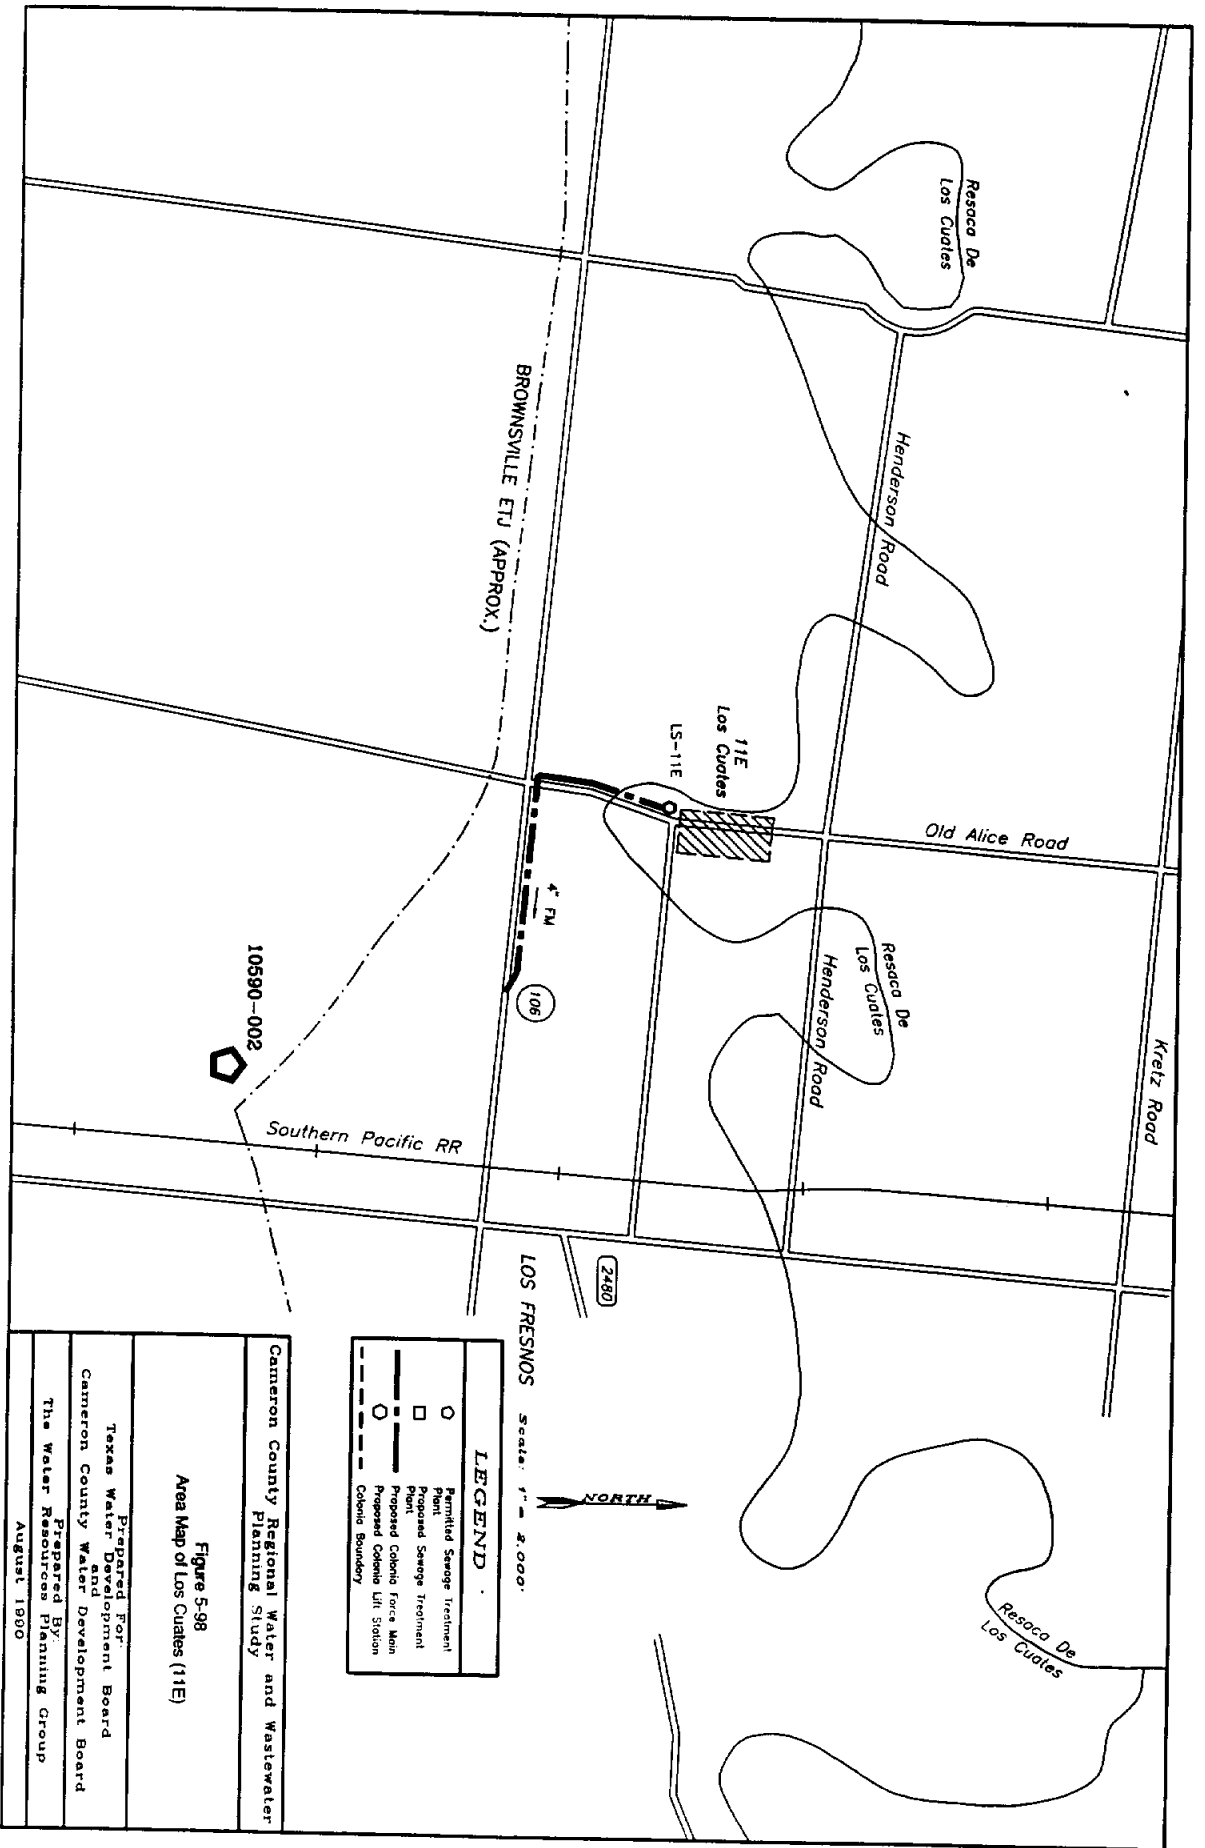 Resaca De
Los Cuates
Henderson Road
BROWNSVILLE ETJ (APPROX.)
11E
Los Cuates
LS-11E
Old Alice Road
4" FM
106
Resaca De
Los Cuates
Henderson Road
Kretz Road
10590-002
Southern Pacific RR
2480
LOS FRESNOS
Scale: 1" = 2,000'
NORTH
Resaca De
Los Cuates
LEGEND
Permitted Sewage Treatment
Plant
Proposed Sewage Treatment
Plant
Proposed Colonia Force Main
Proposed Colonia Lift Station
Colonia Boundary
Cameron County Regional Water and Wastewater
Planning Study
Figure 5-98
Area Map of Los Cuates (11E)
Prepared For:
Texas Water Development Board
and
Cameron County Water Development Board
Prepared By:
The Water Resources Planning Group
August 1990